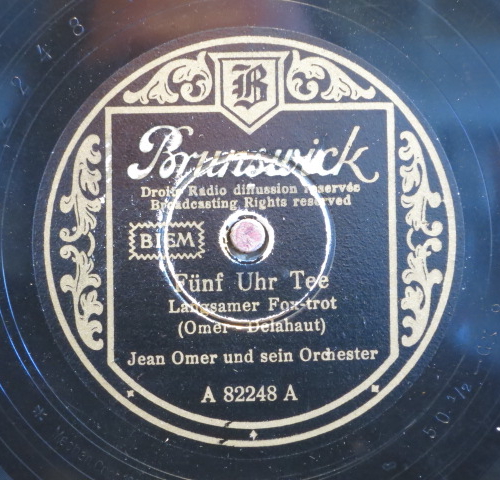 B
Brunswick
Droits Radio diffussion reservés
Broadcasting Rights reserved
BIEM
Fünf Uhr Tee
Langsamer Fox-trot
(Omer - Delahaut)
Jean Omer und sein Orchester
A 82248 A